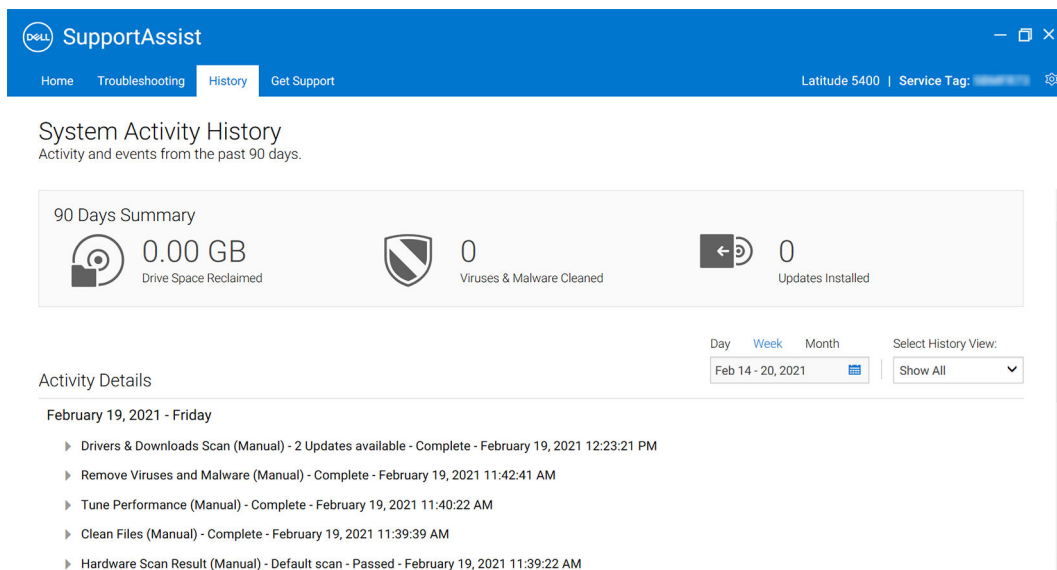 DELL SupportAssist
Home Troubleshooting History Get Support Latitude 5400 | Service Tag:
System Activity History
Activity and events from the past 90 days.
90 Days Summary
0.00 GB
Drive Space Reclaimed
0
Viruses & Malware Cleaned
0
Updates Installed
Day Week Month Select History View:
Feb 14 - 20, 2021 Show All
Activity Details
February 19, 2021 - Friday
Drivers & Downloads Scan (Manual) - 2 Updates available - Complete - February 19, 2021 12:23:21 PM
Remove Viruses and Malware (Manual) - Complete - February 19, 2021 11:42:41 AM
Tune Performance (Manual) - Complete - February 19, 2021 11:40:22 AM
Clean Files (Manual) - Complete - February 19, 2021 11:39:39 AM
Hardware Scan Result (Manual) - Default scan - Passed - February 19, 2021 11:39:22 AM